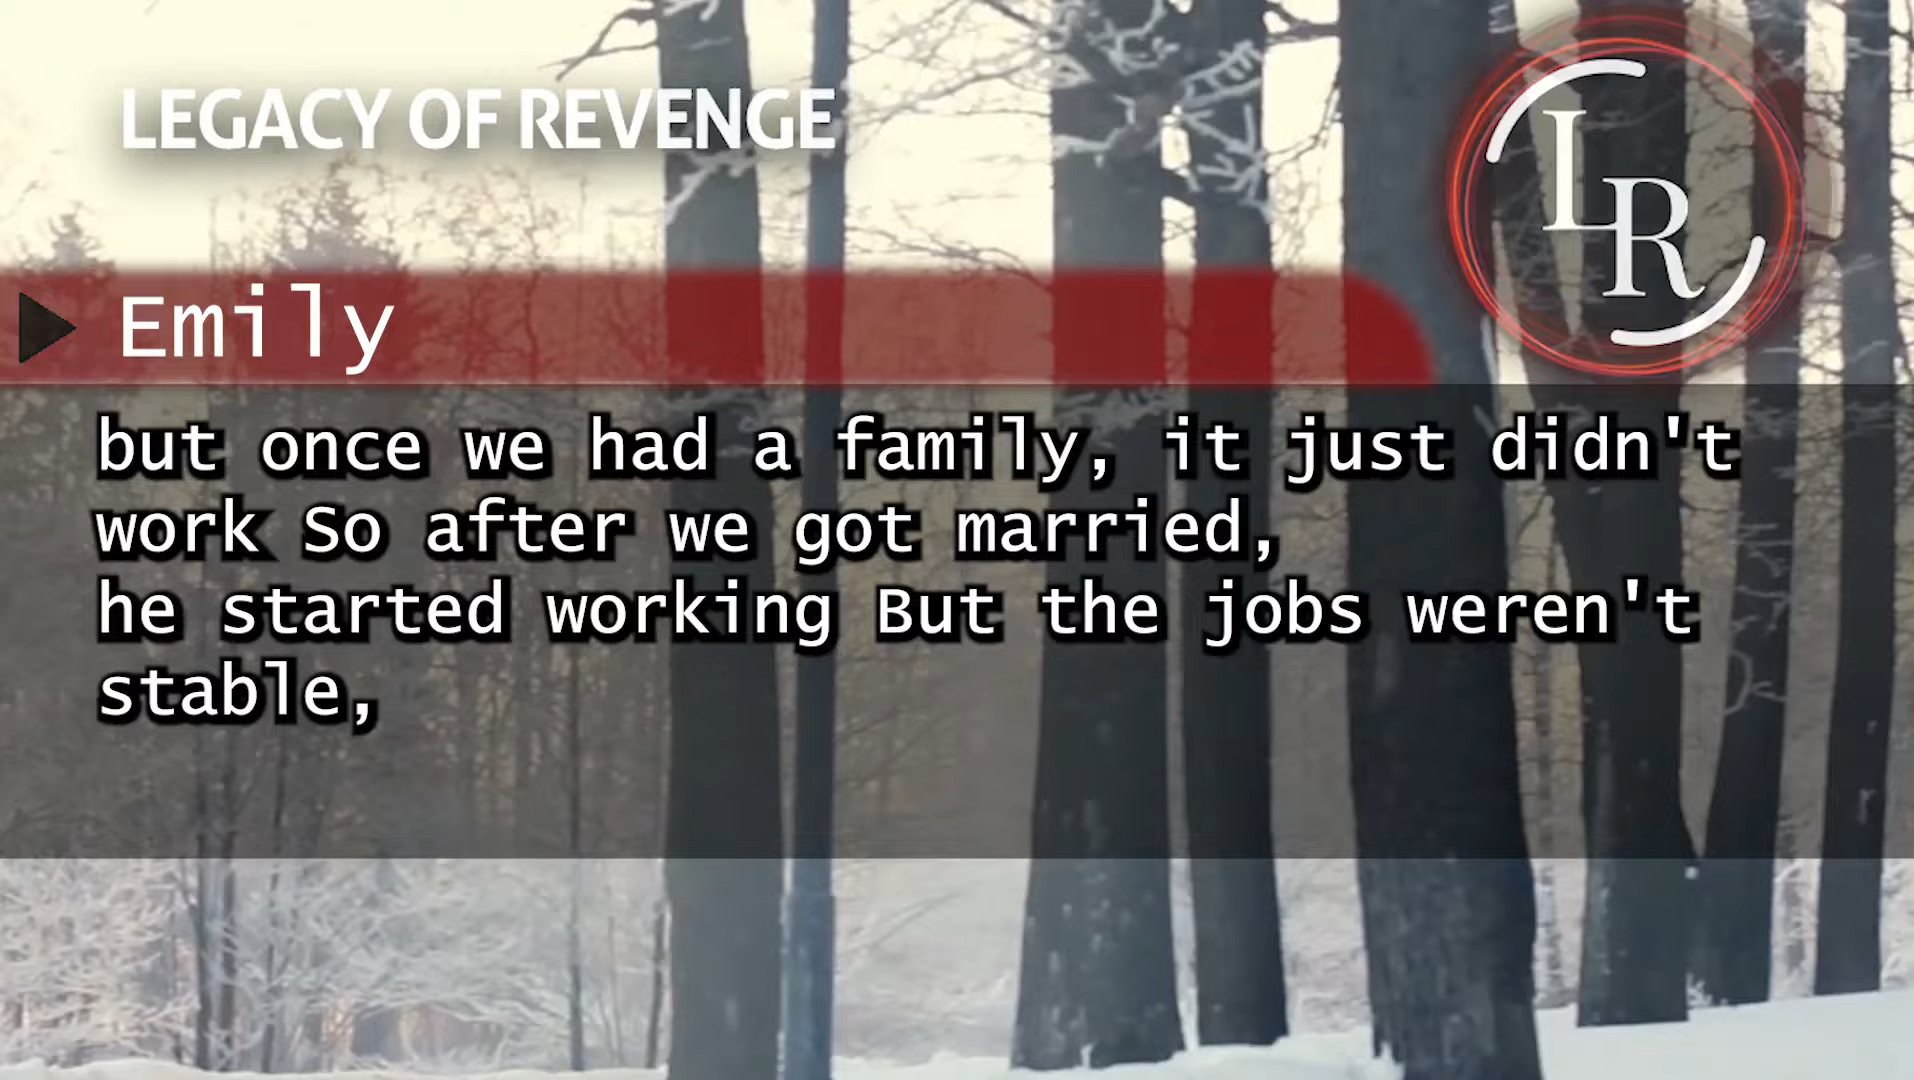 LEGACY OF REVENGE
LR
Emily
but once we had a family, it just didn't
work So after we got married,
he started working But the jobs weren't
stable,